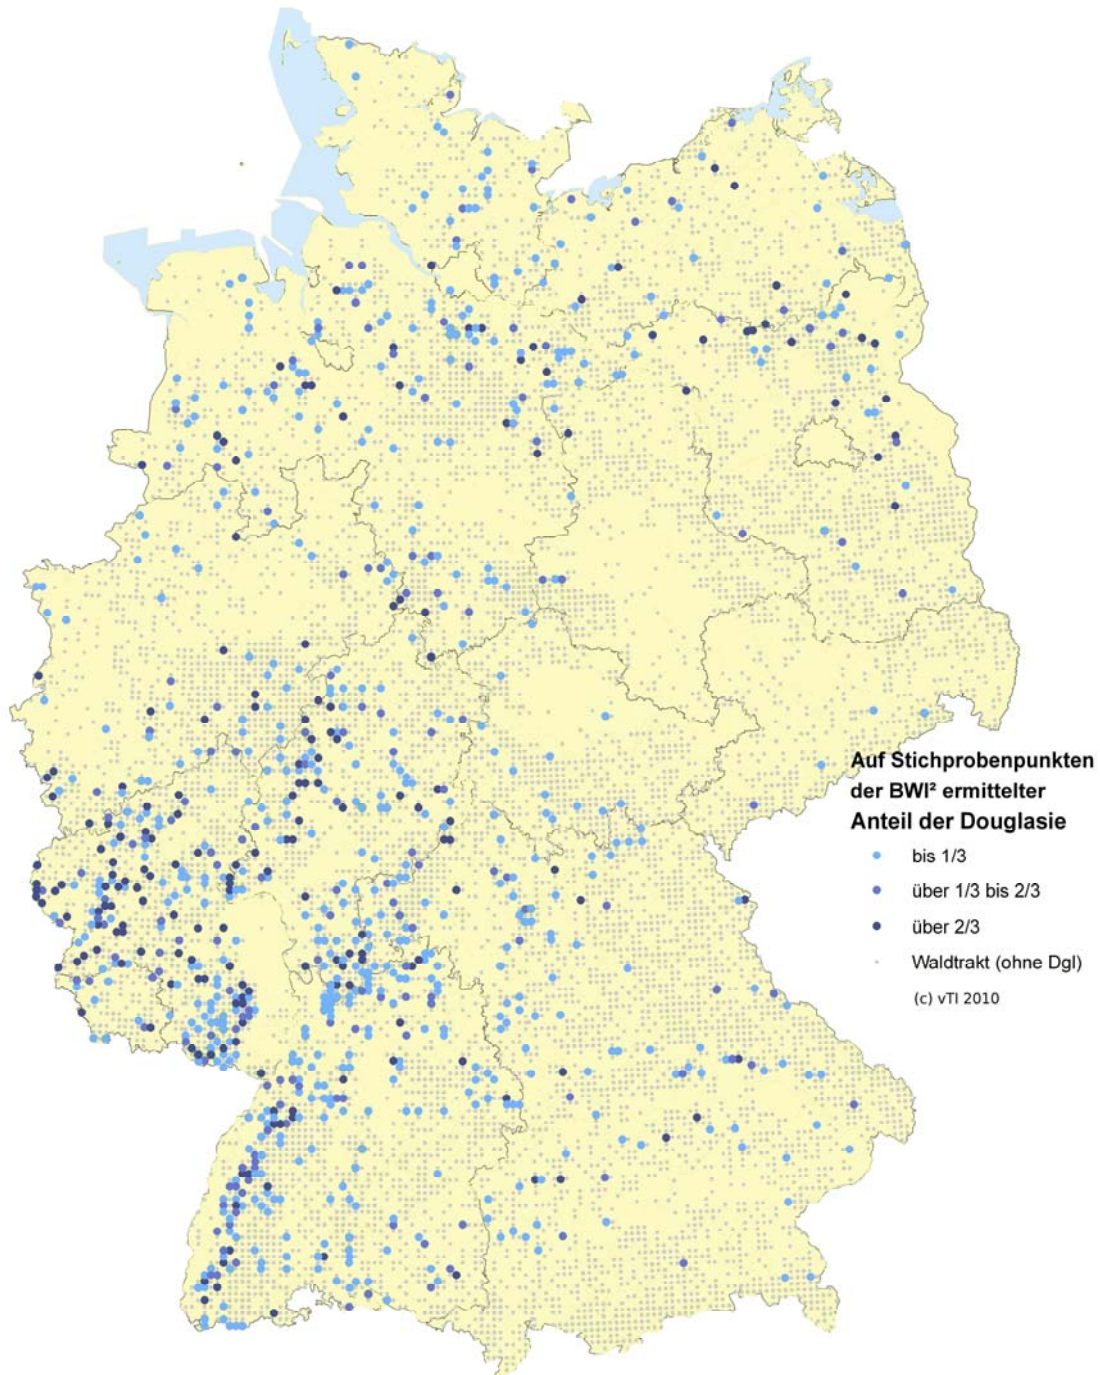 Auf Stichprobenpunkten
der BWI² ermittelter
Anteil der Douglasie
bis 1/3
über 1/3 bis 2/3
über 2/3
Waldtrakt (ohne Dgl)
(c) vTI 2010